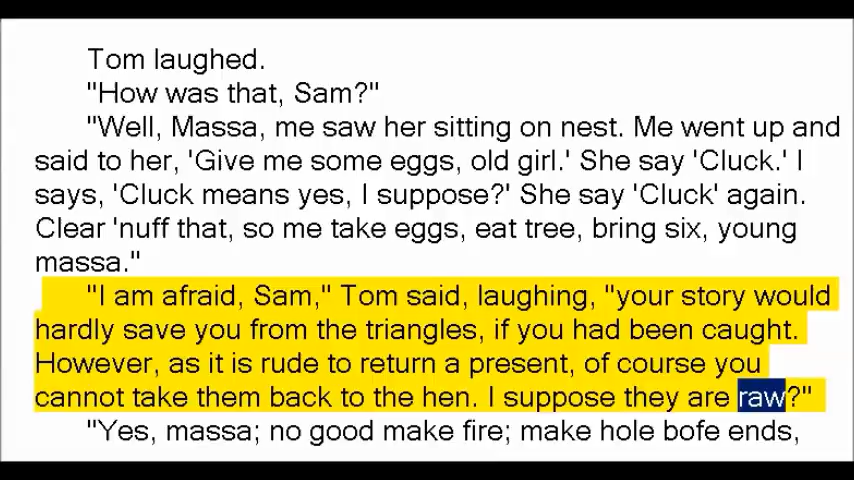 Tom laughed.
"How was that, Sam?"
"Well, Massa, me saw her sitting on nest. Me went up and
said to her, 'Give me some eggs, old girl.' She say 'Cluck.' I
says, 'Cluck means yes, I suppose?' She say 'Cluck' again.
Clear 'nuff that, so me take eggs, eat tree, bring six, young
massa."
"I am afraid, Sam," Tom said, laughing, "your story would
hardly save you from the triangles, if you had been caught.
However, as it is rude to return a present, of course you
cannot take them back to the hen. I suppose they are raw?"
"Yes, massa; no good make fire; make hole bofe ends,